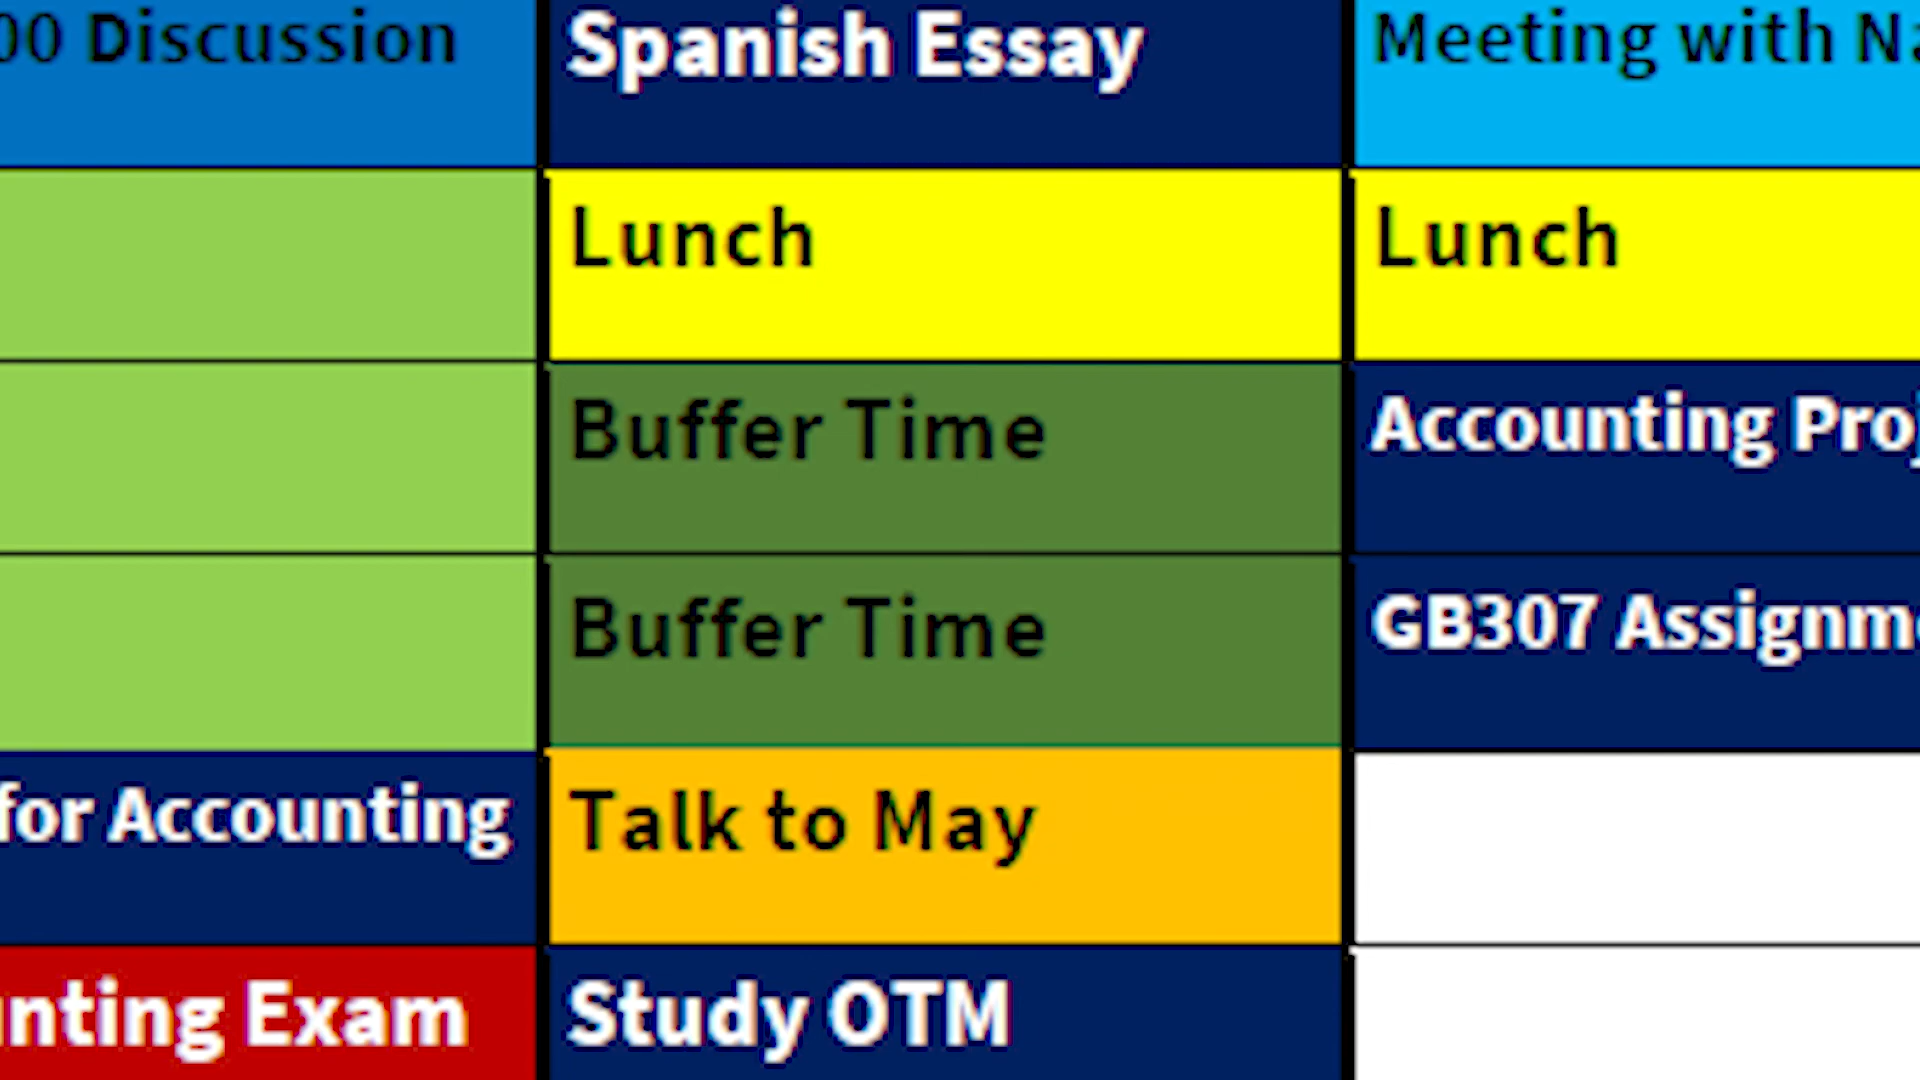 00 Discussion
Spanish Essay
Meeting with
Lunch
Lunch
Buffer Time
Accounting
Buffer Time
GB307
for Accounting
Talk to May
Exam
Study OTM